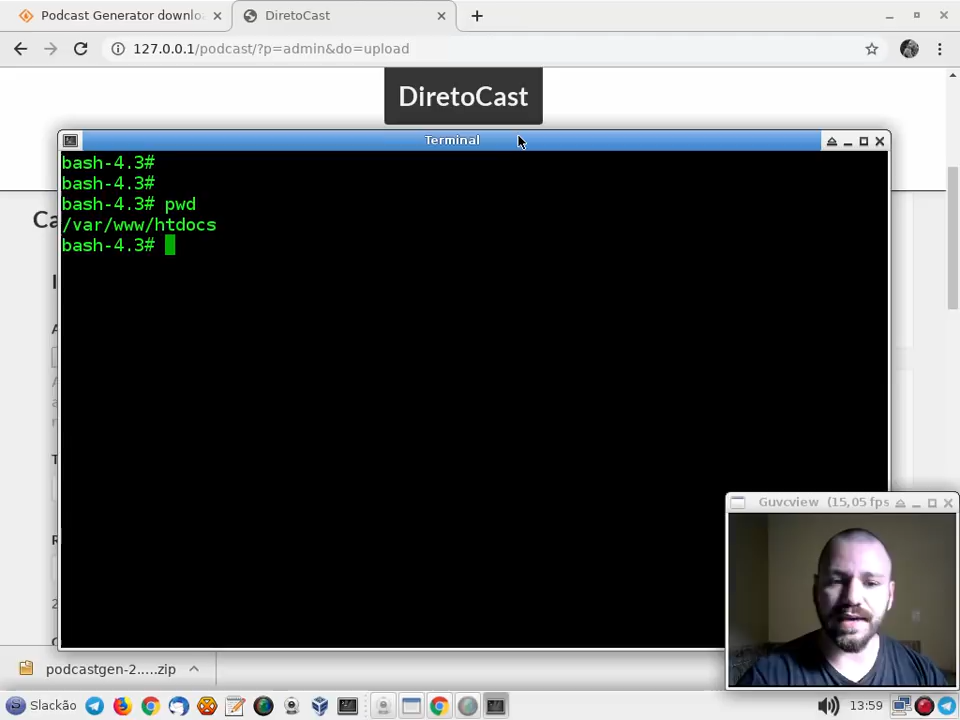 Podcast Generator downlo
DiretoCast
127.0.0.1/podcast/?p=admin&do=upload
DiretoCast
Terminal
bash-4.3#
bash-4.3#
bash-4.3# pwd
/var/www/htdocs
bash-4.3#
Ca
Guvcview (15,05 fps
podcastgen-2.....zip
Slackão
13:59